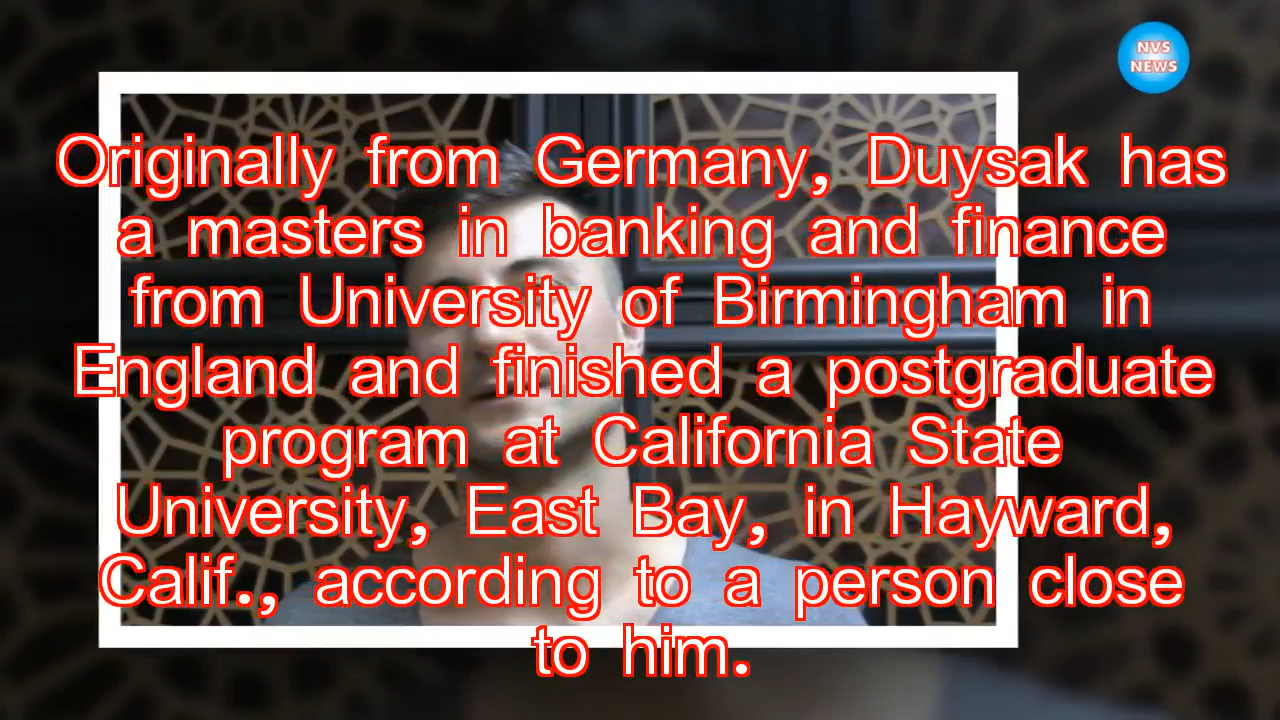 NVS
NEWS
Originally from Germany, Duysak has
a masters in banking and finance
from University of Birmingham in
England and finished a postgraduate
program at California State
University, East Bay, in Hayward,
Calif., according to a person close
to him.